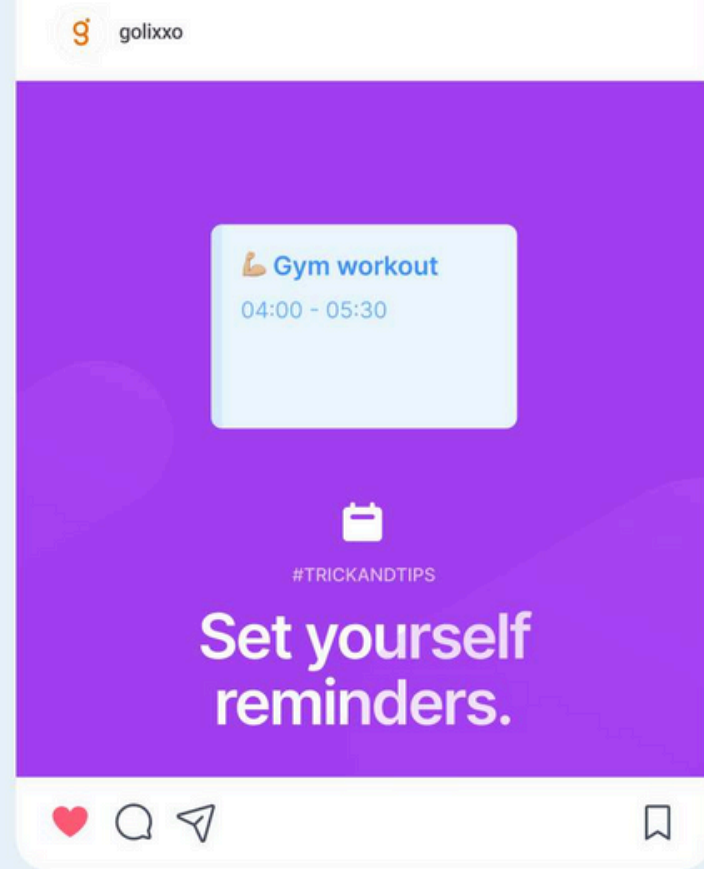 golixxo
💪🏼 Gym workout
04:00 - 05:30
#TRICKANDTIPS
Set yourself
reminders.